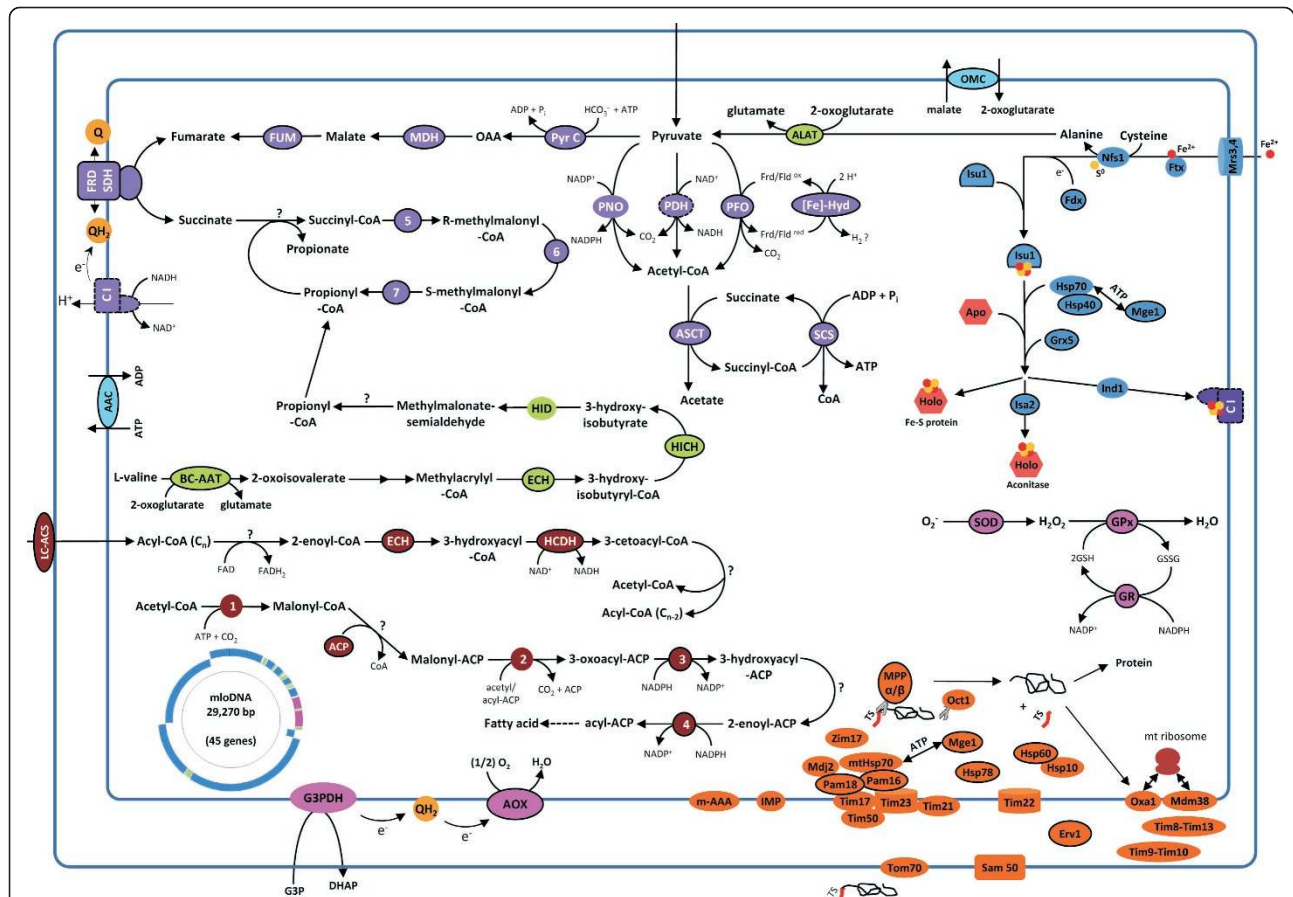 OMC
malate
2-oxoglutarate
Q
FRD
SDH
QH2
e-
C I
H+
NADH
NAD+
Fumarate
FUM
Malate
MDH
OAA
ADP + Pi
HCO3- + ATP
Pyr C
Pyruvate
glutamate
2-oxoglutarate
ALAT
Alanine
Cysteine
Nfs1
S0
Fe2+
Ftx
Mrs3,4
Fe2+
Isu1
e-
Fdx
Succinate
?
Succinyl-CoA
5
R-methylmalonyl
-CoA
Propionate
6
Propionyl
-CoA
7
S-methylmalonyl
-CoA
NADP+
PNO
NADPH
CO2
NAD+
PDH
NADH
PFO
CO2
Frd/Fld ox
Frd/Fld red
2 H+
[Fe]-Hyd
H2 ?
Acetyl-CoA
Succinate
ADP + Pi
ASCT
SCS
Succinyl-CoA
ATP
Acetate
CoA
Isu1
Hsp70
Hsp40
ATP
Mge1
Apo
Grx5
Ind1
Holo
Fe-S protein
Isa2
Holo
Aconitase
C I
ADP
AAC
ATP
Propionyl
-CoA
?
Methylmalonate-
semialdehyde
HID
3-hydroxy-
isobutyrate
HICH
L-valine
BC-AAT
2-oxoglutarate
glutamate
2-oxoisovalerate
Methylacrylyl
-CoA
ECH
3-hydroxy-
isobutyryl-CoA
LC-ACS
Acyl-CoA (Cn)
?
FAD
FADH2
2-enoyl-CoA
ECH
3-hydroxyacyl
-CoA
HCDH
NAD+
NADH
3-cetoacyl-CoA
?
Acetyl-CoA
Acyl-CoA (Cn-2)
O2-
SOD
H2O2
GPx
H2O
2GSH
GSSG
GR
NADP+
NADPH
Acetyl-CoA
1
Malonyl-CoA
ATP + CO2
?
ACP
CoA
Malonyl-ACP
2
acetyl/
acyl-ACP
CO2 + ACP
3-oxoacyl-ACP
3
NADPH
NADP+
3-hydroxyacyl
-ACP
?
2-enoyl-ACP
4
NADP+
NADPH
acyl-ACP
Fatty acid
mloDNA
29,270 bp
(45 genes)
MPP
α/β
TS
Oct1
Protein
+
TS
Zim17
Mdj2
mtHsp70
ATP
Mge1
Pam18
Pam16
Hsp78
Hsp60
Hsp10
mt ribosome
G3PDH
e-
QH2
e-
(1/2) O2
H2O
AOX
m-AAA
IMP
Tim17
Tim23
Tim21
Tim50
Tim22
Oxa1
Mdm38
Erv1
Tim8-Tim13
Tim9-Tim10
G3P
DHAP
Tom70
Sam 50
TS